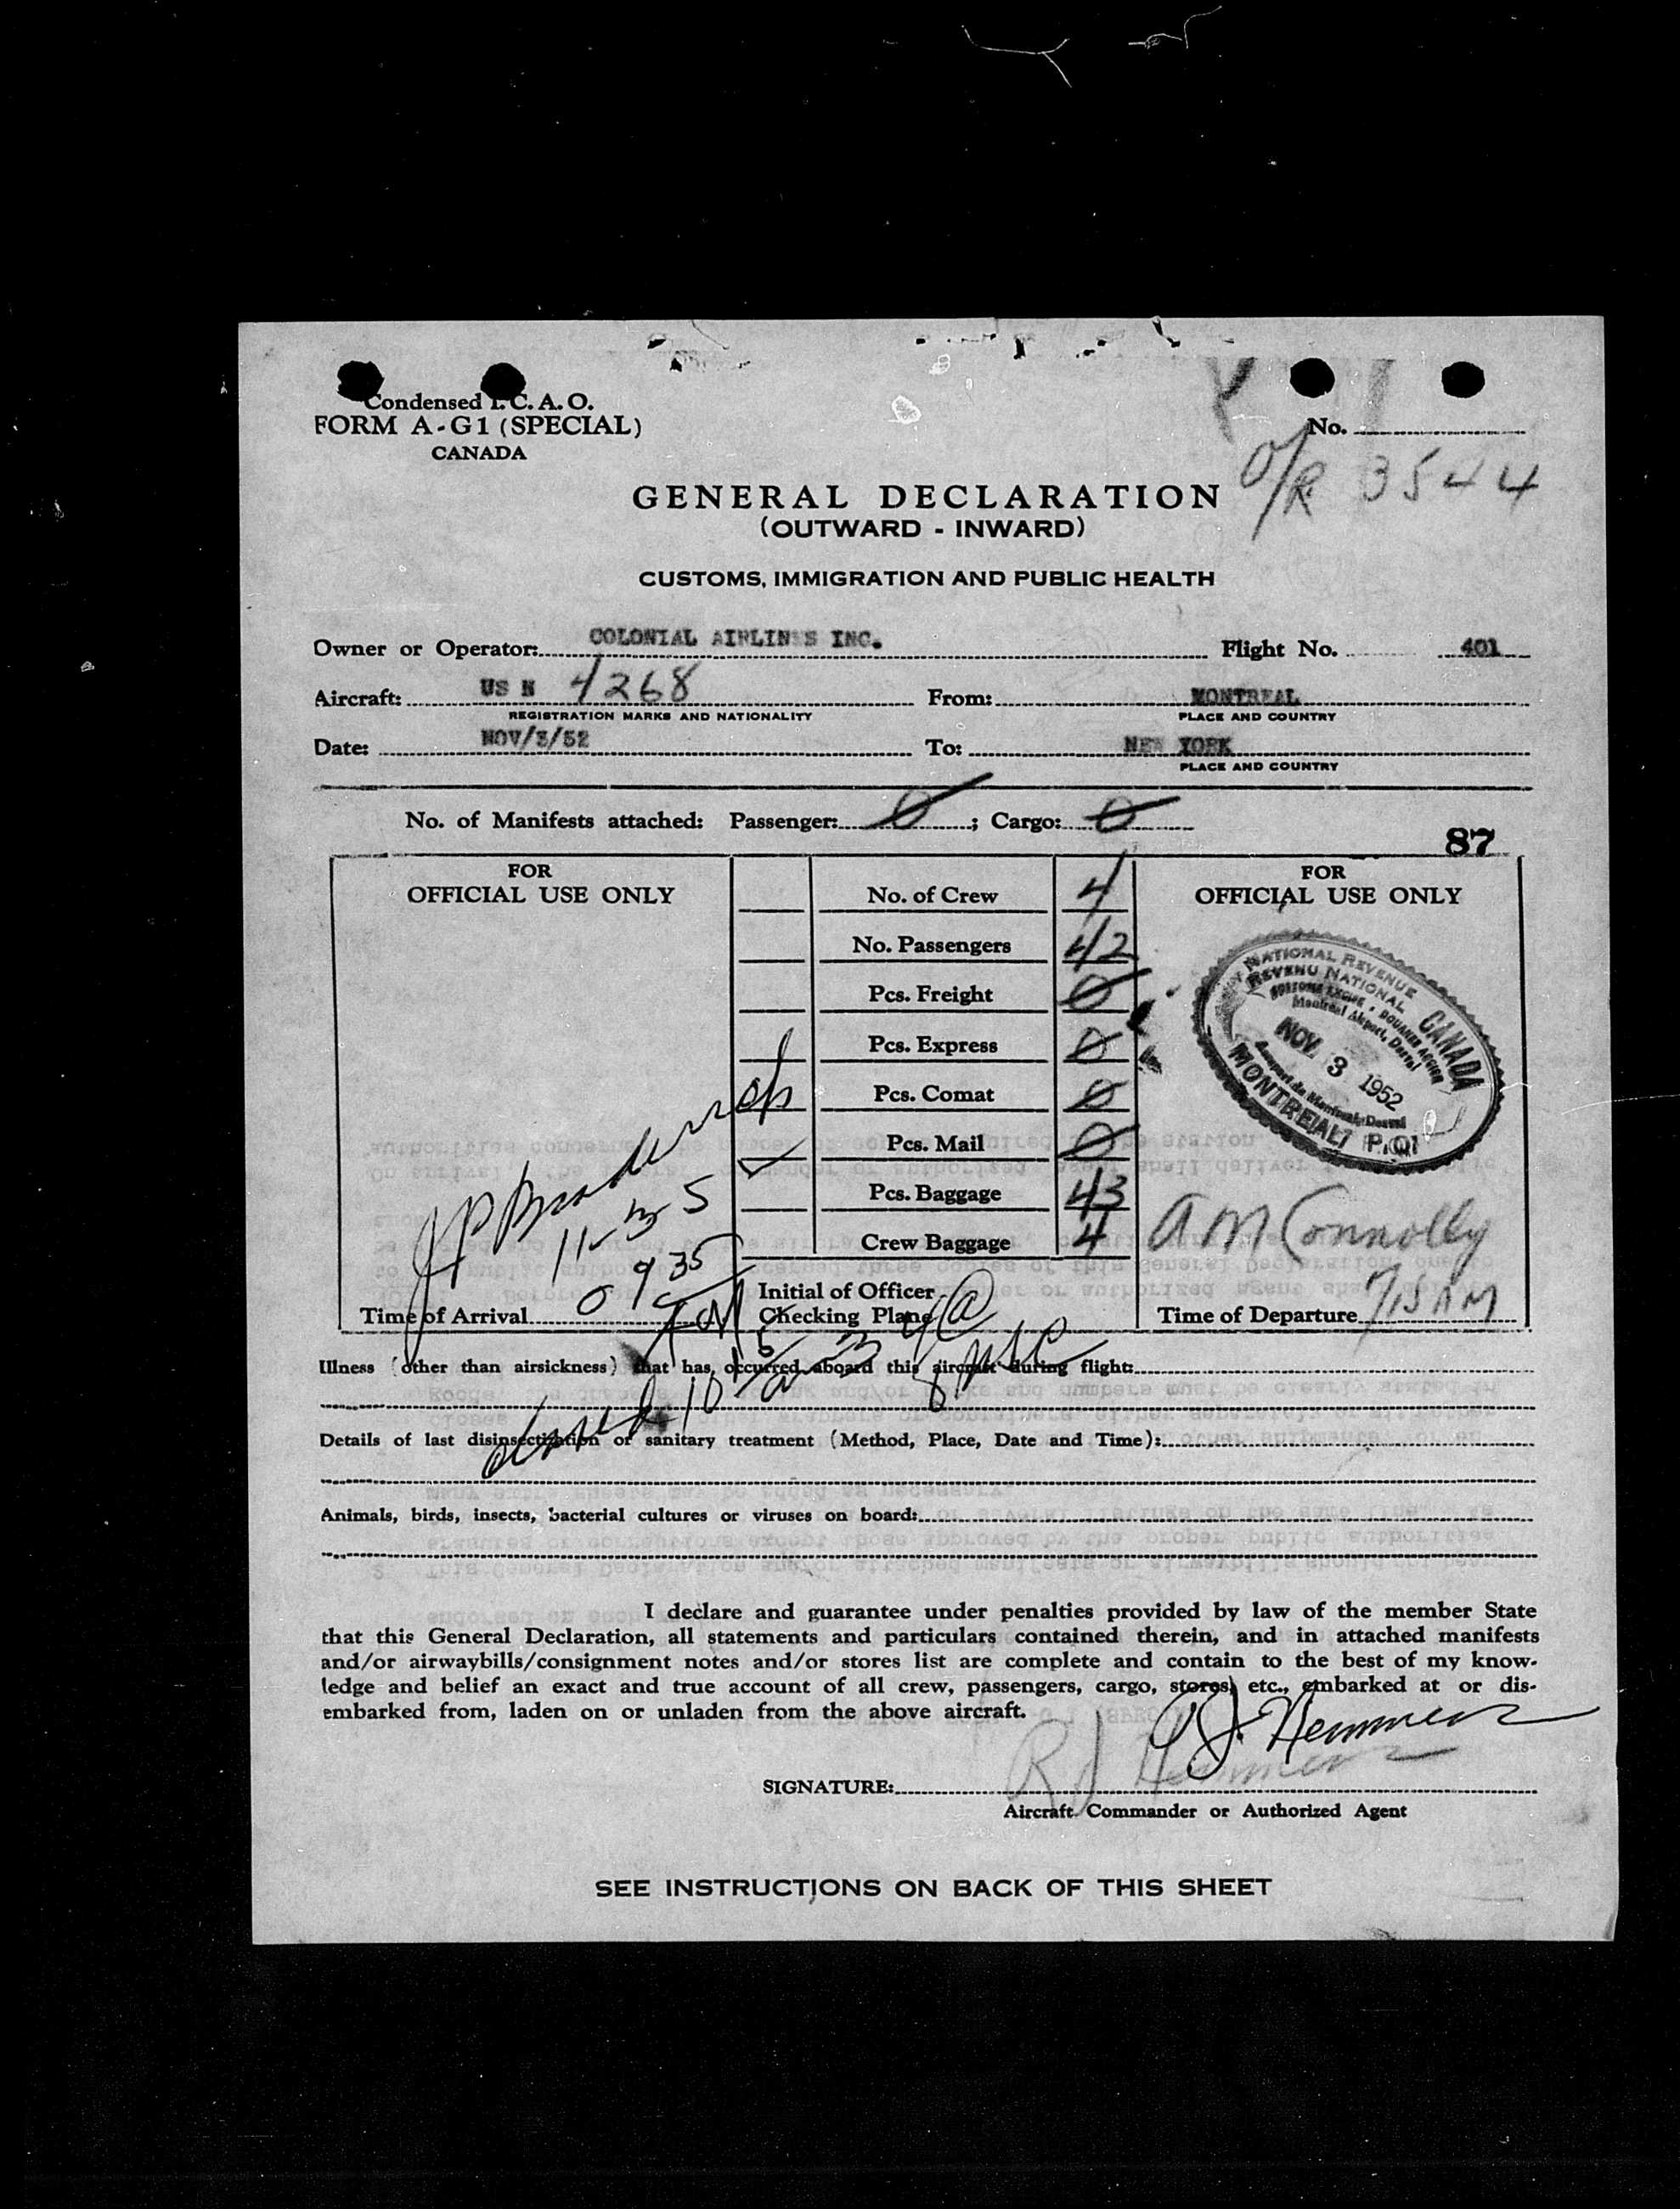 Condensed I.C.A.O.
FORM A-G1 (SPECIAL)
CANADA
No.
O/R 3544
GENERAL DECLARATION
(OUTWARD - INWARD)
CUSTOMS, IMMIGRATION AND PUBLIC HEALTH
Owner or Operator: COLONIAL AIRLINES INC. Flight No. 401
Aircraft: US N 4268 From: MONTREAL
REGISTRATION MARKS AND NATIONALITY PLACE AND COUNTRY
Date: NOV/3/52 To: NEW YORK
PLACE AND COUNTRY
No. of Manifests attached: Passenger: 0; Cargo: 0
87
FOR OFFICIAL USE ONLY
No. of Crew 4
No. Passengers 42
Pcs. Freight 0
Pcs. Express 0
Pcs. Comat 0
Pcs. Mail 0
Pcs. Baggage 43
Crew Baggage 4
FOR OFFICIAL USE ONLY
NATIONAL REVENUE
REVENU NATIONAL
CANADA
Montreal Airport, Dorval
NOV 3 1952
MONTREAL P.Q.
A M Connolly
11-3-5
0935
Time of Arrival
Initial of Officer
Checking Plane
Time of Departure 7/15 AM
Illness (other than airsickness) that has occurred aboard this aircraft during flight:
Details of last disinsectization or sanitary treatment (Method, Place, Date and Time):
Animals, birds, insects, bacterial cultures or viruses on board:
I declare and guarantee under penalties provided by law of the member State
that this General Declaration, all statements and particulars contained therein, and in attached manifests
and/or airwaybills/consignment notes and/or stores list are complete and contain to the best of my know-
ledge and belief an exact and true account of all crew, passengers, cargo, stores, etc., embarked at or dis-
embarked from, laden on or unladen from the above aircraft.
SIGNATURE:
Aircraft Commander or Authorized Agent
SEE INSTRUCTIONS ON BACK OF THIS SHEET